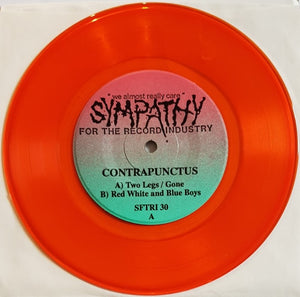 "we almost really care"
SYMPATHY
FOR THE RECORD INDUSTRY
CONTRAPUNCTUS
A) Two Legs / Gone
B) Red White and Blue Boys
SFTRI 30
A